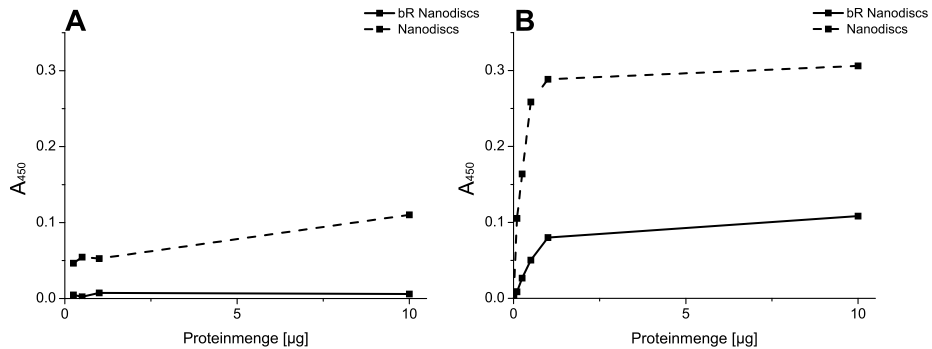 A
bR Nanodiscs
Nanodiscs
0.3
0.2
0.1
0.0
A450
0
5
10
Proteinmenge [µg]
B
bR Nanodiscs
Nanodiscs
0.3
0.2
0.1
0.0
A450
0
5
10
Proteinmenge [µg]